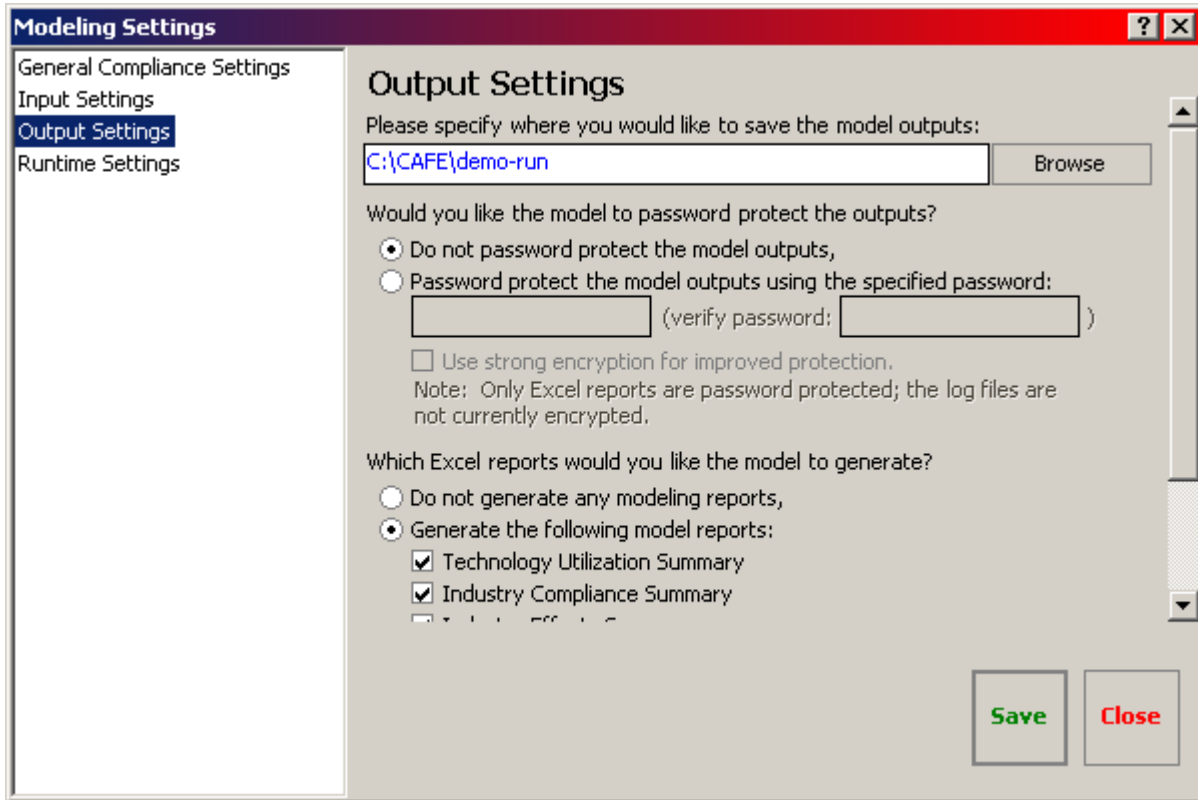 Modeling Settings
General Compliance Settings
Input Settings
Output Settings
Runtime Settings
Output Settings
Please specify where you would like to save the model outputs:
C:\CAFE\demo-run
Browse
Would you like the model to password protect the outputs?
Do not password protect the model outputs,
Password protect the model outputs using the specified password:
(verify password: )
Use strong encryption for improved protection.
Note: Only Excel reports are password protected; the log files are
not currently encrypted.
Which Excel reports would you like the model to generate?
Do not generate any modeling reports,
Generate the following model reports:
Technology Utilization Summary
Industry Compliance Summary
Save
Close